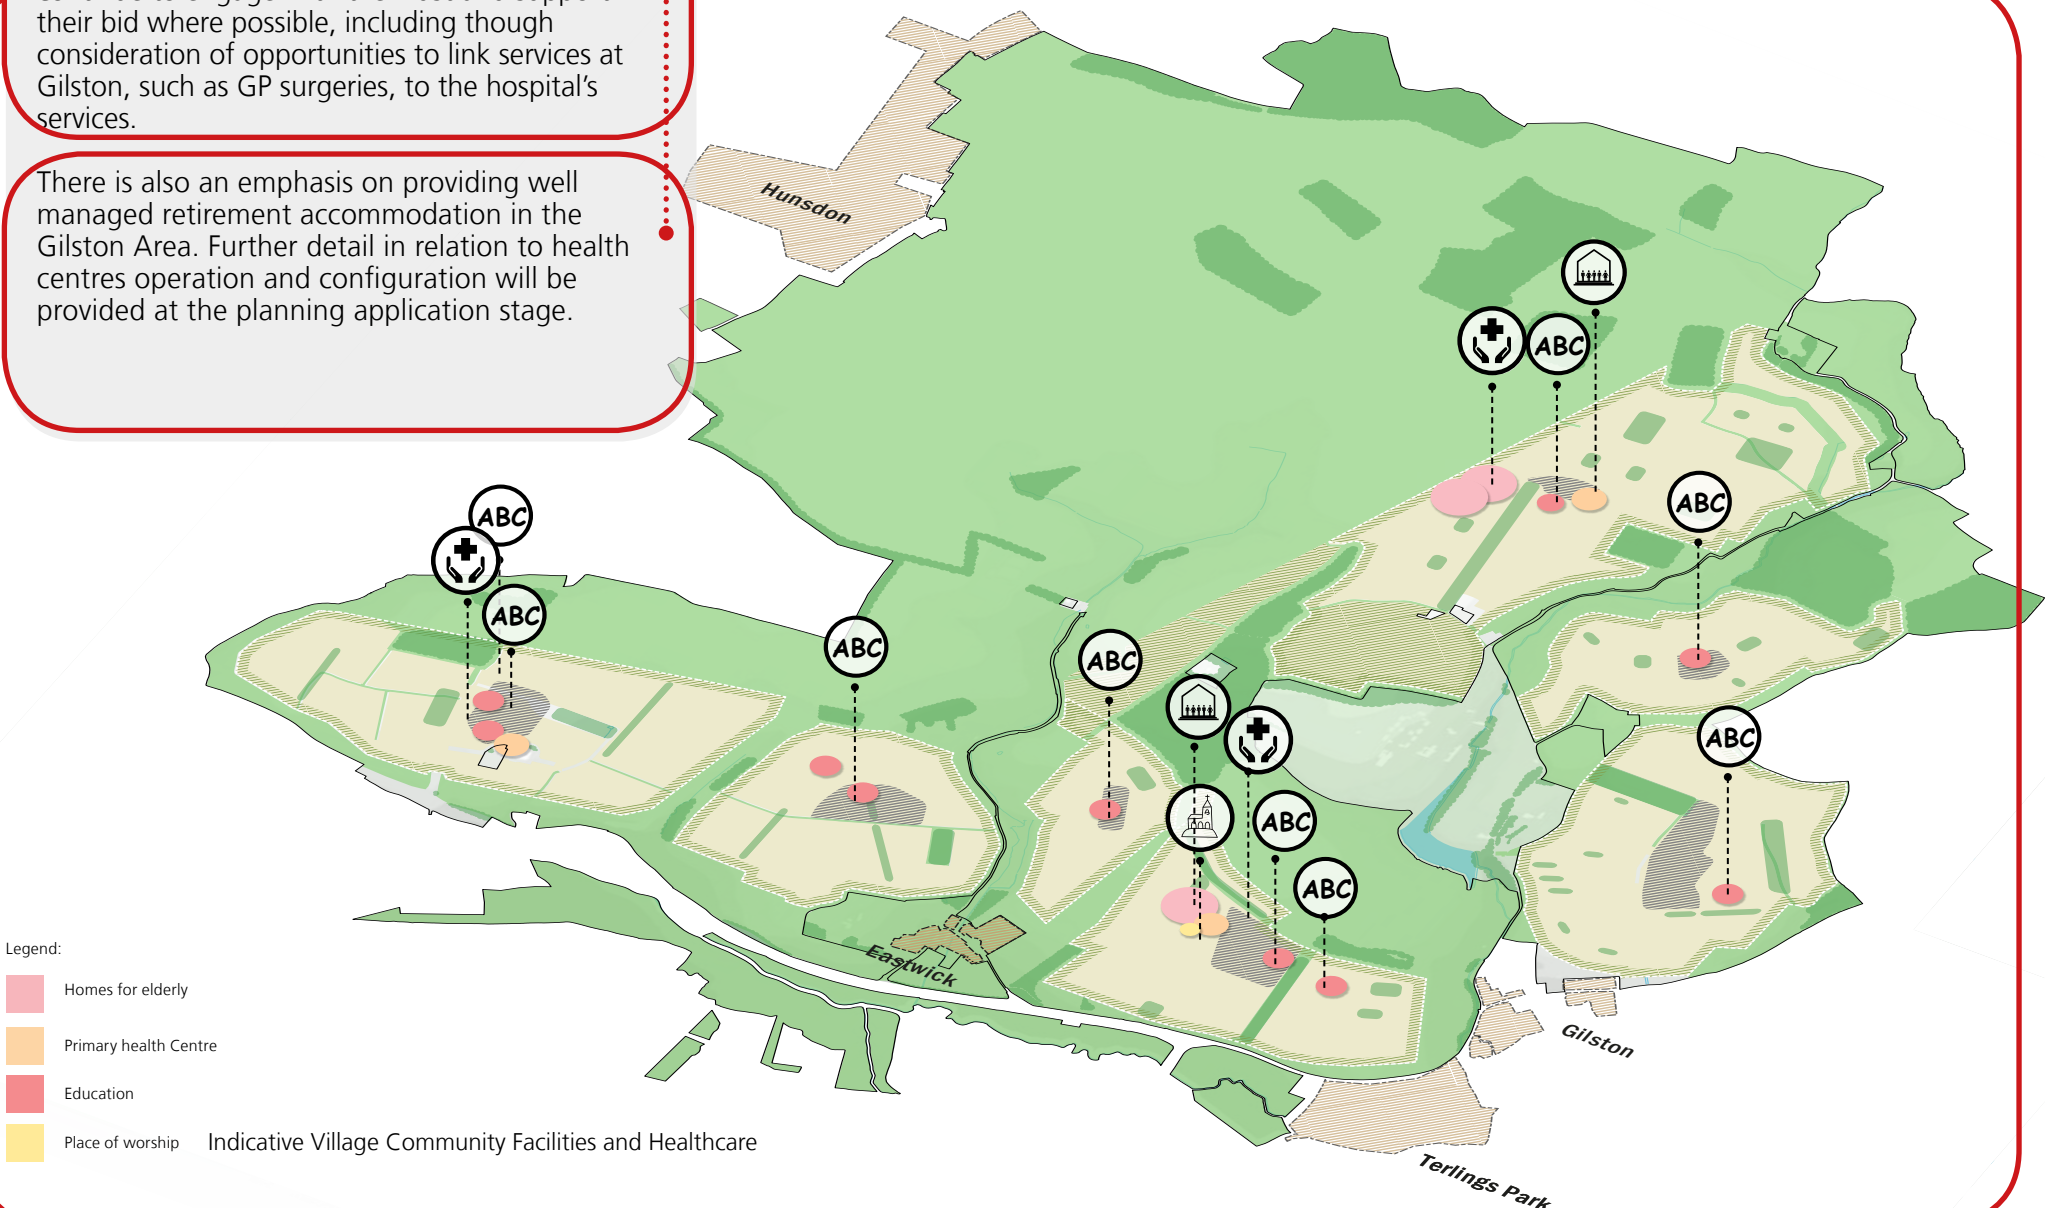 their bid where possible, including though
consideration of opportunities to link services at
Gilston, such as GP surgeries, to the hospital's
services.
There is also an emphasis on providing well
managed retirement accommodation in the
Gilston Area. Further detail in relation to health
centres operation and configuration will be
provided at the planning application stage.
Hunsdon
ABC
ABC
ABC
ABC
ABC
ABC
ABC
ABC
ABC
Eastwick
Gilston
Terlings Park
Legend:
Homes for elderly
Primary health Centre
Education
Place of worship
Indicative Village Community Facilities and Healthcare